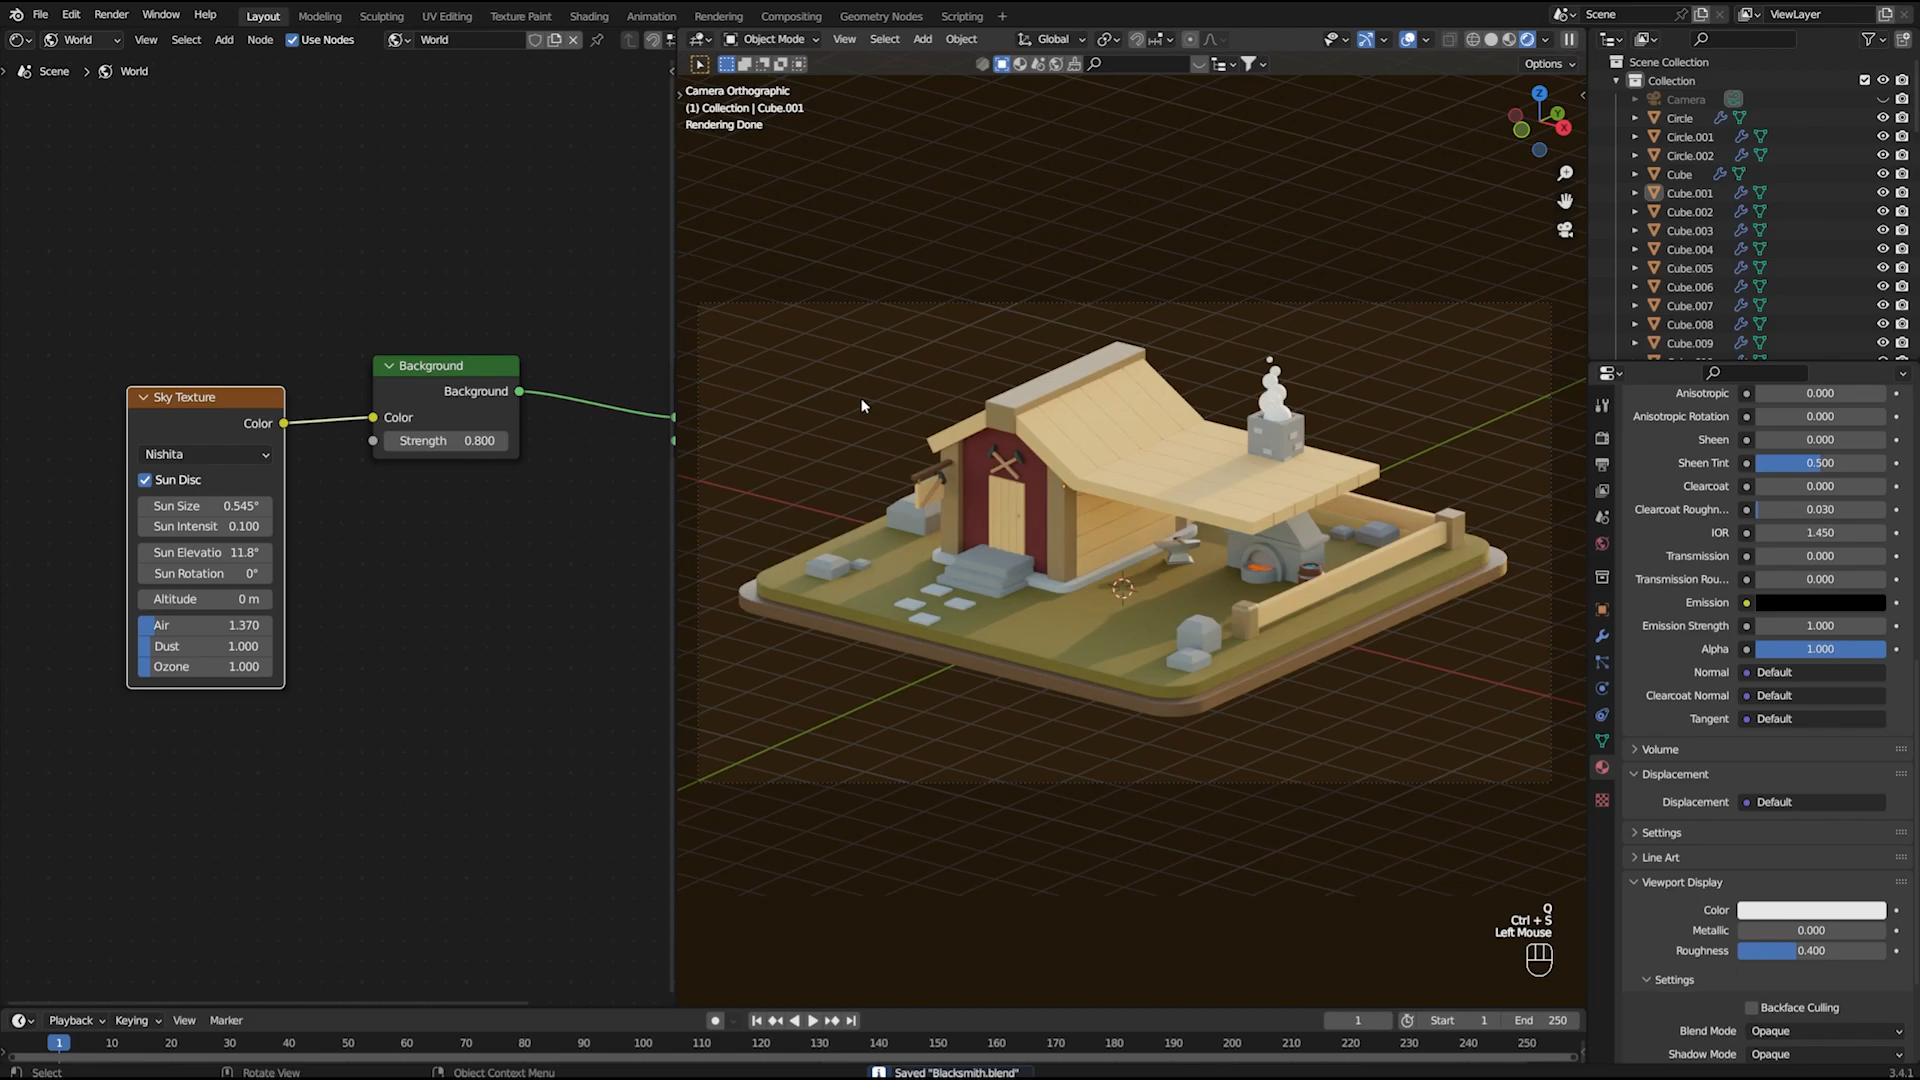 File Edit Render Window Help Layout Modeling Sculpting UV Editing Texture Paint Shading Animation Rendering Compositing Geometry Nodes Scripting + Scene ViewLayer
World View Select Add Node Use Nodes World
Object Mode View Select Add Object Global
Scene > World
Options
Camera Orthographic
(1) Collection | Cube.001
Rendering Done
Z
Y
X
Sky Texture
Color
Nishita
Sun Disc
Sun Size 0.545°
Sun Intensit 0.100
Sun Elevatio 11.8°
Sun Rotation 0°
Altitude 0 m
Air 1.370
Dust 1.000
Ozone 1.000
Background
Background
Color
Strength 0.800
Q
Ctrl + S
Left Mouse
Scene Collection
Collection
Camera
Circle
Circle.001
Circle.002
Cube
Cube.001
Cube.002
Cube.003
Cube.004
Cube.005
Cube.006
Cube.007
Cube.008
Cube.009
Anisotropic 0.000
Anisotropic Rotation 0.000
Sheen 0.000
Sheen Tint 0.500
Clearcoat 0.000
Clearcoat Roughn... 0.030
IOR 1.450
Transmission 0.000
Transmission Rou... 0.000
Emission
Emission Strength 1.000
Alpha 1.000
Normal Default
Clearcoat Normal Default
Tangent Default
Volume
Displacement
Displacement Default
Settings
Line Art
Viewport Display
Color
Metallic 0.000
Roughness 0.400
Settings
Backface Culling
Blend Mode Opaque
Shadow Mode Opaque
Playback Keying View Marker
1 Start 1 End 250
1 10 20 30 40 50 60 70 80 90 100 110 120 130 140 150 160 170 180 190 200 210 220 230 240 250
Select Rotate View Object Context Menu Saved "Blacksmith.blend" 3.4.1